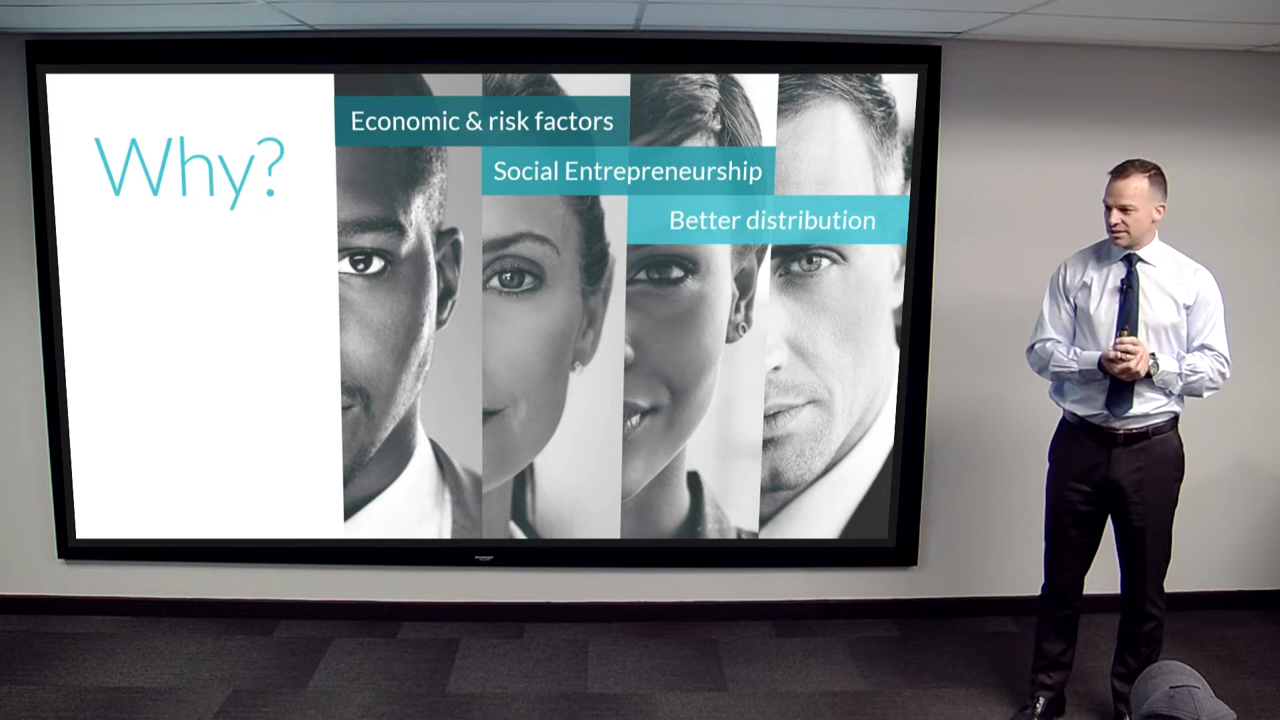 Why?
Economic & risk factors
Social Entrepreneurship
Better distribution